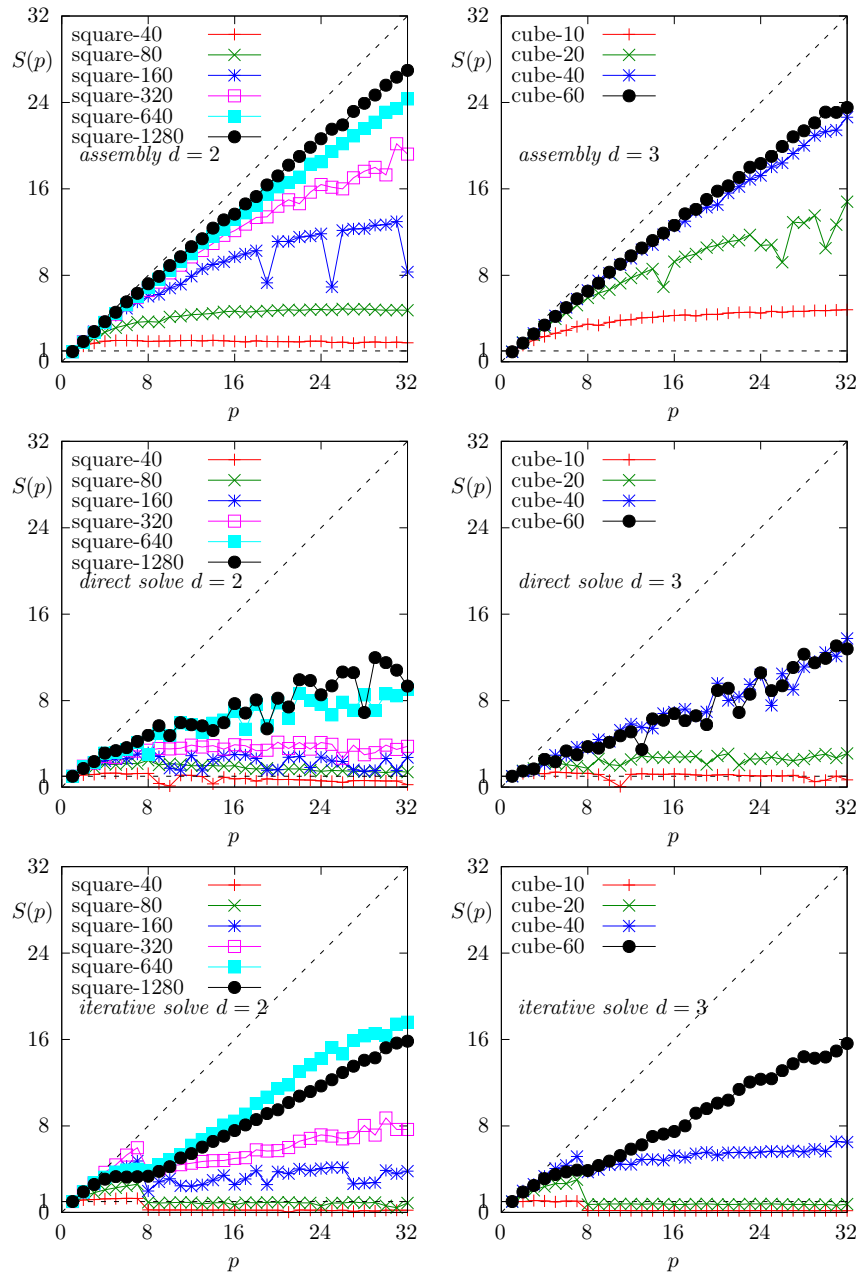 32
24
16
8
1
0
0 8 16 24 32
S(p)
p
square-40
square-80
square-160
square-320
square-640
square-1280
assembly d = 2
32
24
16
8
1
0
0 8 16 24 32
S(p)
p
cube-10
cube-20
cube-40
cube-60
assembly d = 3
32
24
16
8
1
0
0 8 16 24 32
S(p)
p
square-40
square-80
square-160
square-320
square-640
square-1280
direct solve d = 2
32
24
16
8
1
0
0 8 16 24 32
S(p)
p
cube-10
cube-20
cube-40
cube-60
direct solve d = 3
32
24
16
8
1
0
0 8 16 24 32
S(p)
p
square-40
square-80
square-160
square-320
square-640
square-1280
iterative solve d = 2
32
24
16
8
1
0
0 8 16 24 32
S(p)
p
cube-10
cube-20
cube-40
cube-60
iterative solve d = 3